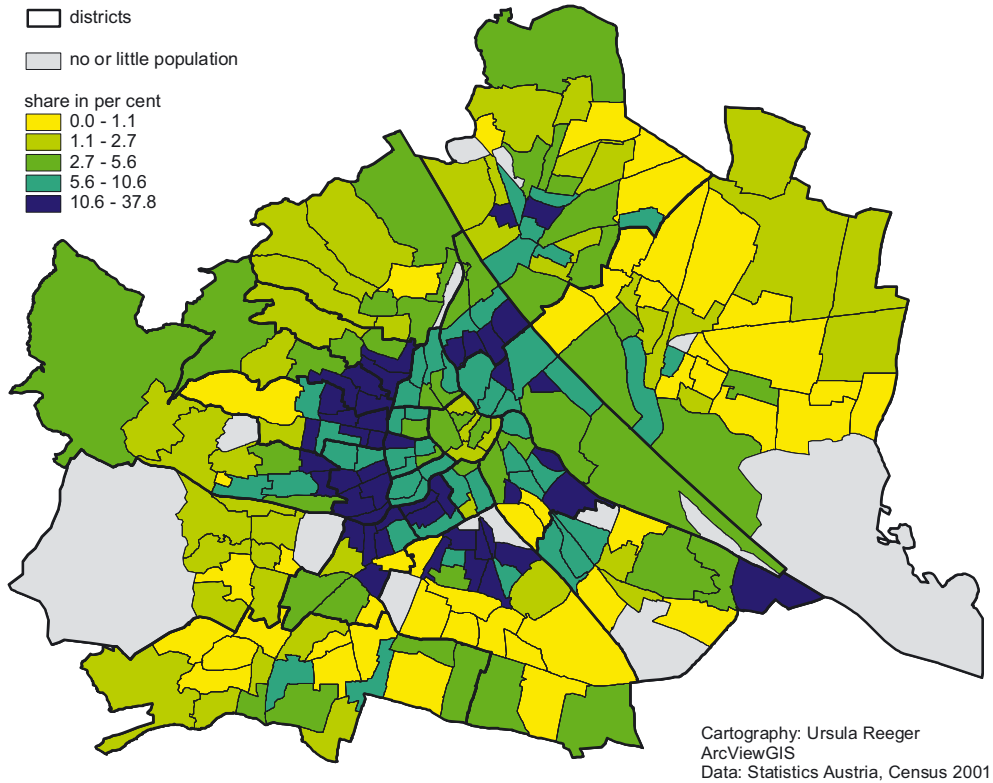 districts
no or little population
share in per cent
0.0 - 1.1
1.1 - 2.7
2.7 - 5.6
5.6 - 10.6
10.6 - 37.8
Cartography: Ursula Reeger
ArcViewGIS
Data: Statistics Austria, Census 2001